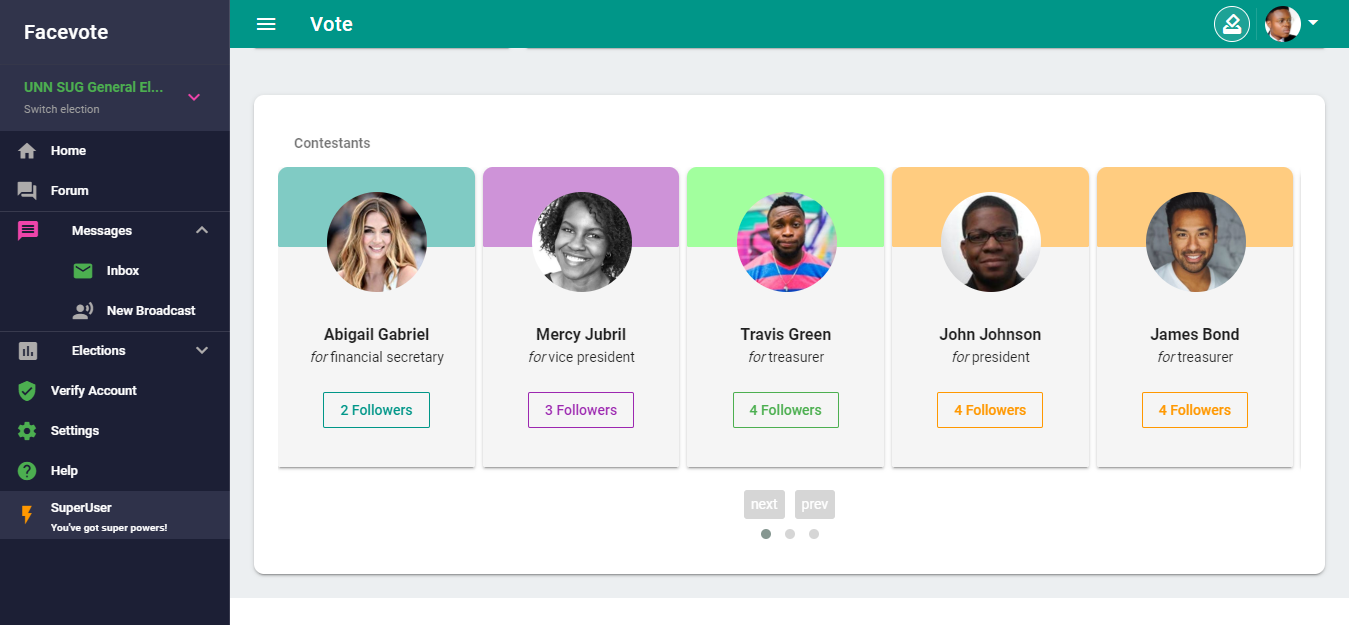 Facevote
Vote
UNN SUG General El...
Switch election
Home
Forum
Messages
Inbox
New Broadcast
Elections
Verify Account
Settings
Help
SuperUser
You've got super powers!
Contestants
Abigail Gabriel
for financial secretary
2 Followers
Mercy Jubril
for vice president
3 Followers
Travis Green
for treasurer
4 Followers
John Johnson
for president
4 Followers
James Bond
for treasurer
4 Followers
next prev